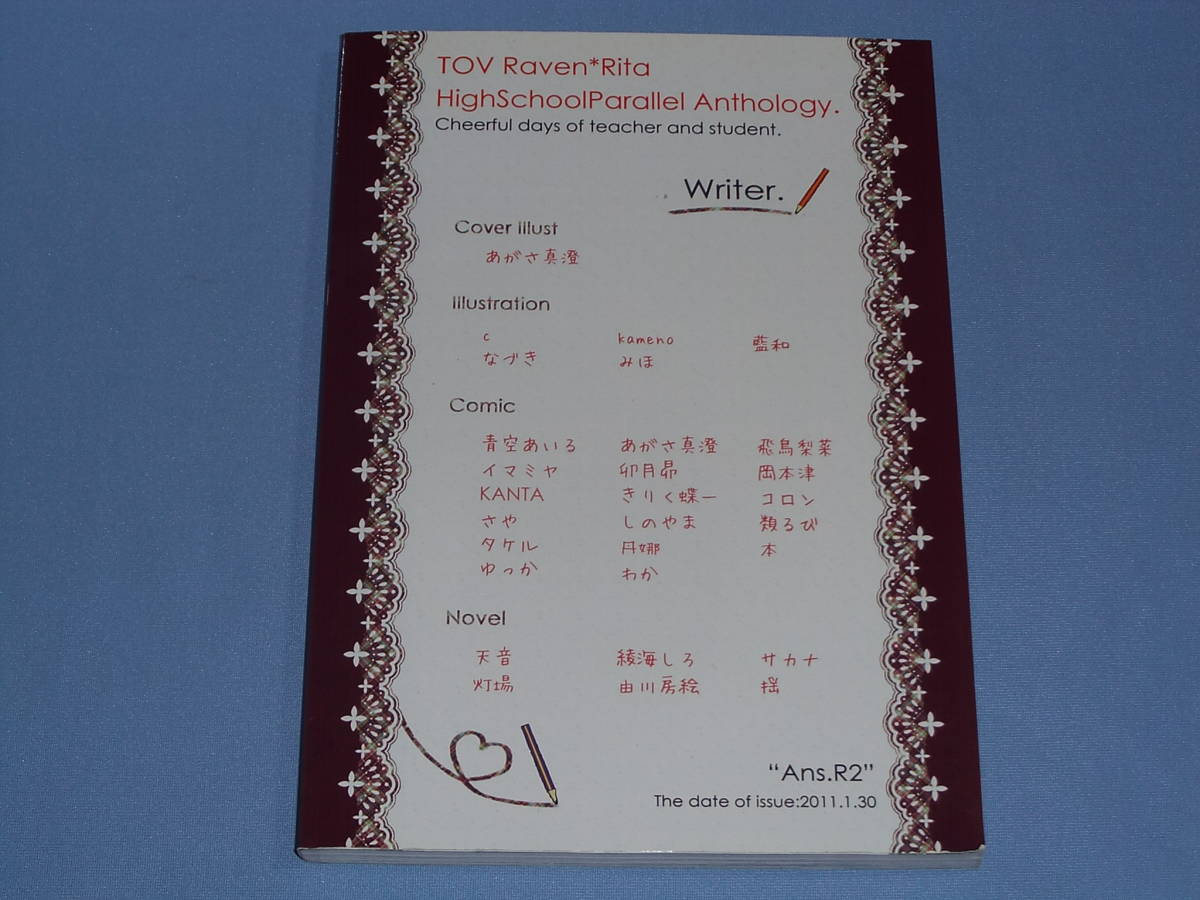 TOV Raven*Rita
HighSchoolParallel Anthology.
Cheerful days of teacher and student.
Writer.
Cover illust
あがさ真澄
Illustration
c kameno 藍和
なづき みほ
Comic
青空あいる あがさ真澄 飛鳥梨菜
イマミヤ 卯月昴 岡本津
KANTA きりく蝶一 コロン
さや しのやま 類るび
タケル 丹娜 本
ゆっか わか
Novel
天音 綾海しろ サカナ
灯場 由川房絵 揺
“Ans.R2”
The date of issue:2011.1.30